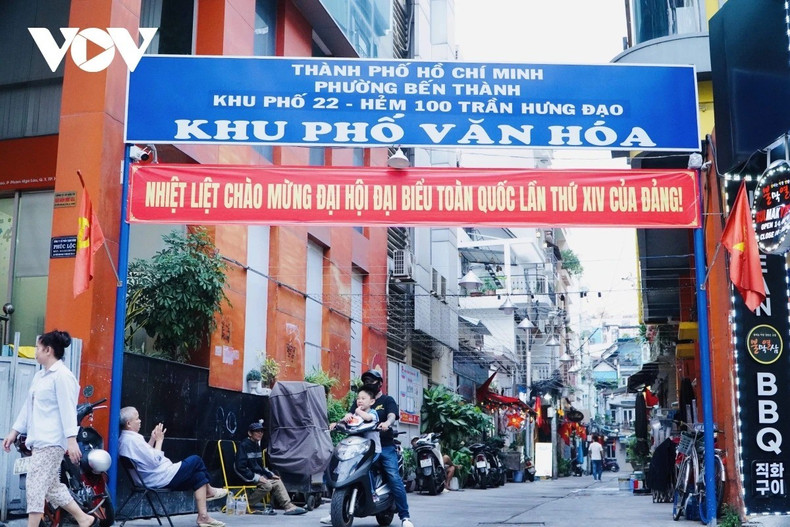 VOV
THÀNH PHỐ HỒ CHÍ MINH
PHƯỜNG BẾN THÀNH
KHU PHỐ 22 - HẺM 100 TRẦN HƯNG ĐẠO
KHU PHỐ VĂN HÓA
NHIỆT LIỆT CHÀO MỪNG ĐẠI HỘI ĐẠI BIỂU TOÀN QUỐC LẦN THỨ XIV CỦA ĐẢNG!
PHÚC LỘC
BBQ
직화
구이